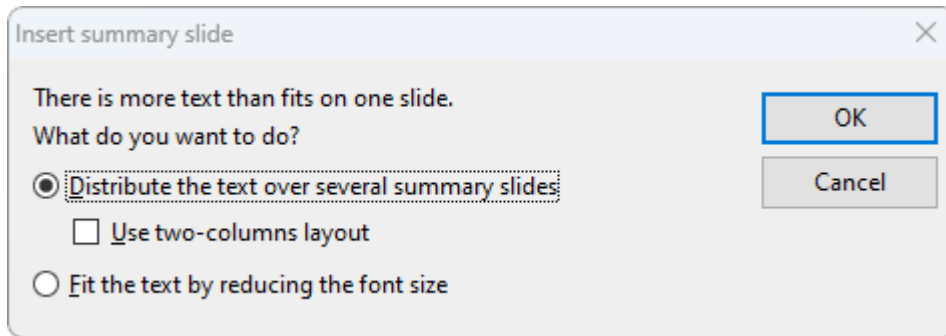 Insert summary slide
There is more text than fits on one slide.
What do you want to do?
OK
Distribute the text over several summary slides
Cancel
Use two-columns layout
Fit the text by reducing the font size